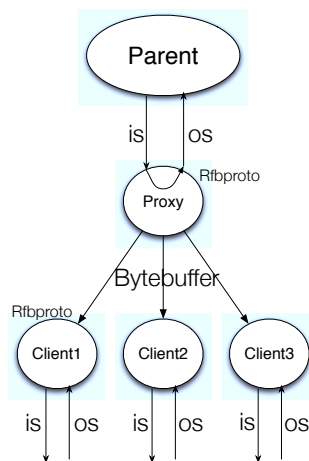 Parent
is os
Rfbproto
Proxy
Bytebuffer
Rfbproto
Client1 Client2 Client3
is os is os is os